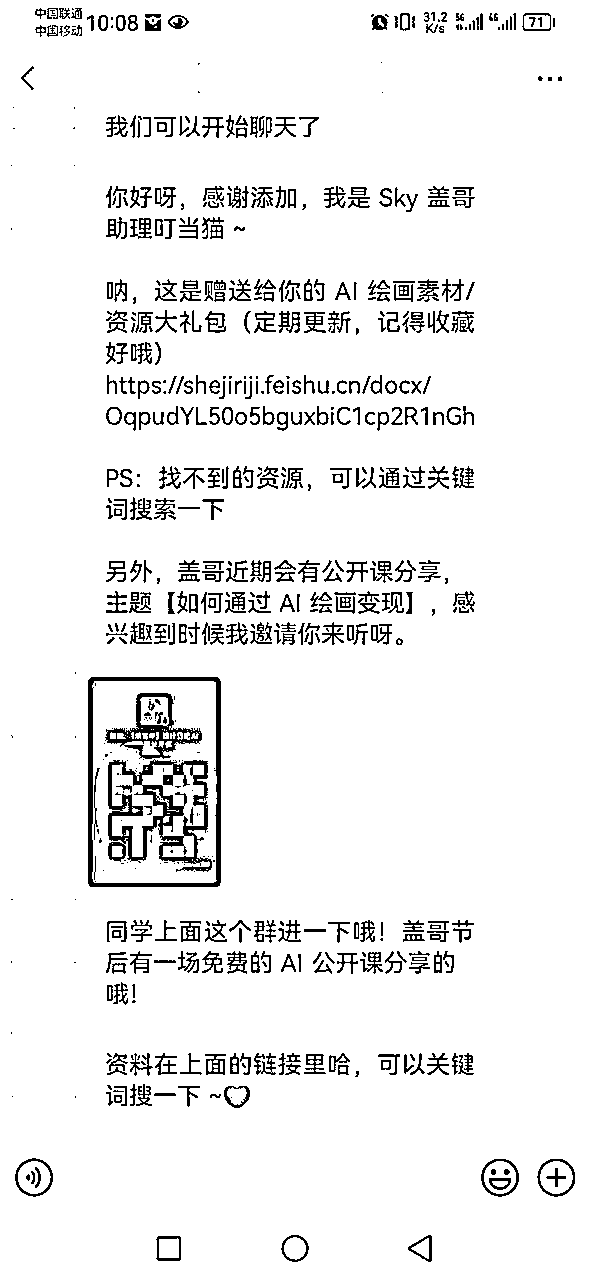 中国联通
中国移动
10:08
31.2
K/s
5G
4G
71
我们可以开始聊天了
你好呀，感谢添加，我是 Sky 盖哥
助理叮当猫 ~
呐，这是赠送给你的 AI 绘画素材/
资源大礼包（定期更新，记得收藏
好哦）
https://shejiriji.feishu.cn/docx/
OqpudYL50o5bguxbiC1cp2R1nGh
PS：找不到的资源，可以通过关键
词搜索一下
另外，盖哥近期会有公开课分享，
主题【如何通过 AI 绘画变现】，感
兴趣到时候我邀请你来听呀。
同学上面这个群进一下哦！盖哥节
后有一场免费的 AI 公开课分享的
哦！
资料在上面的链接里哈，可以关键
词搜一下 ~